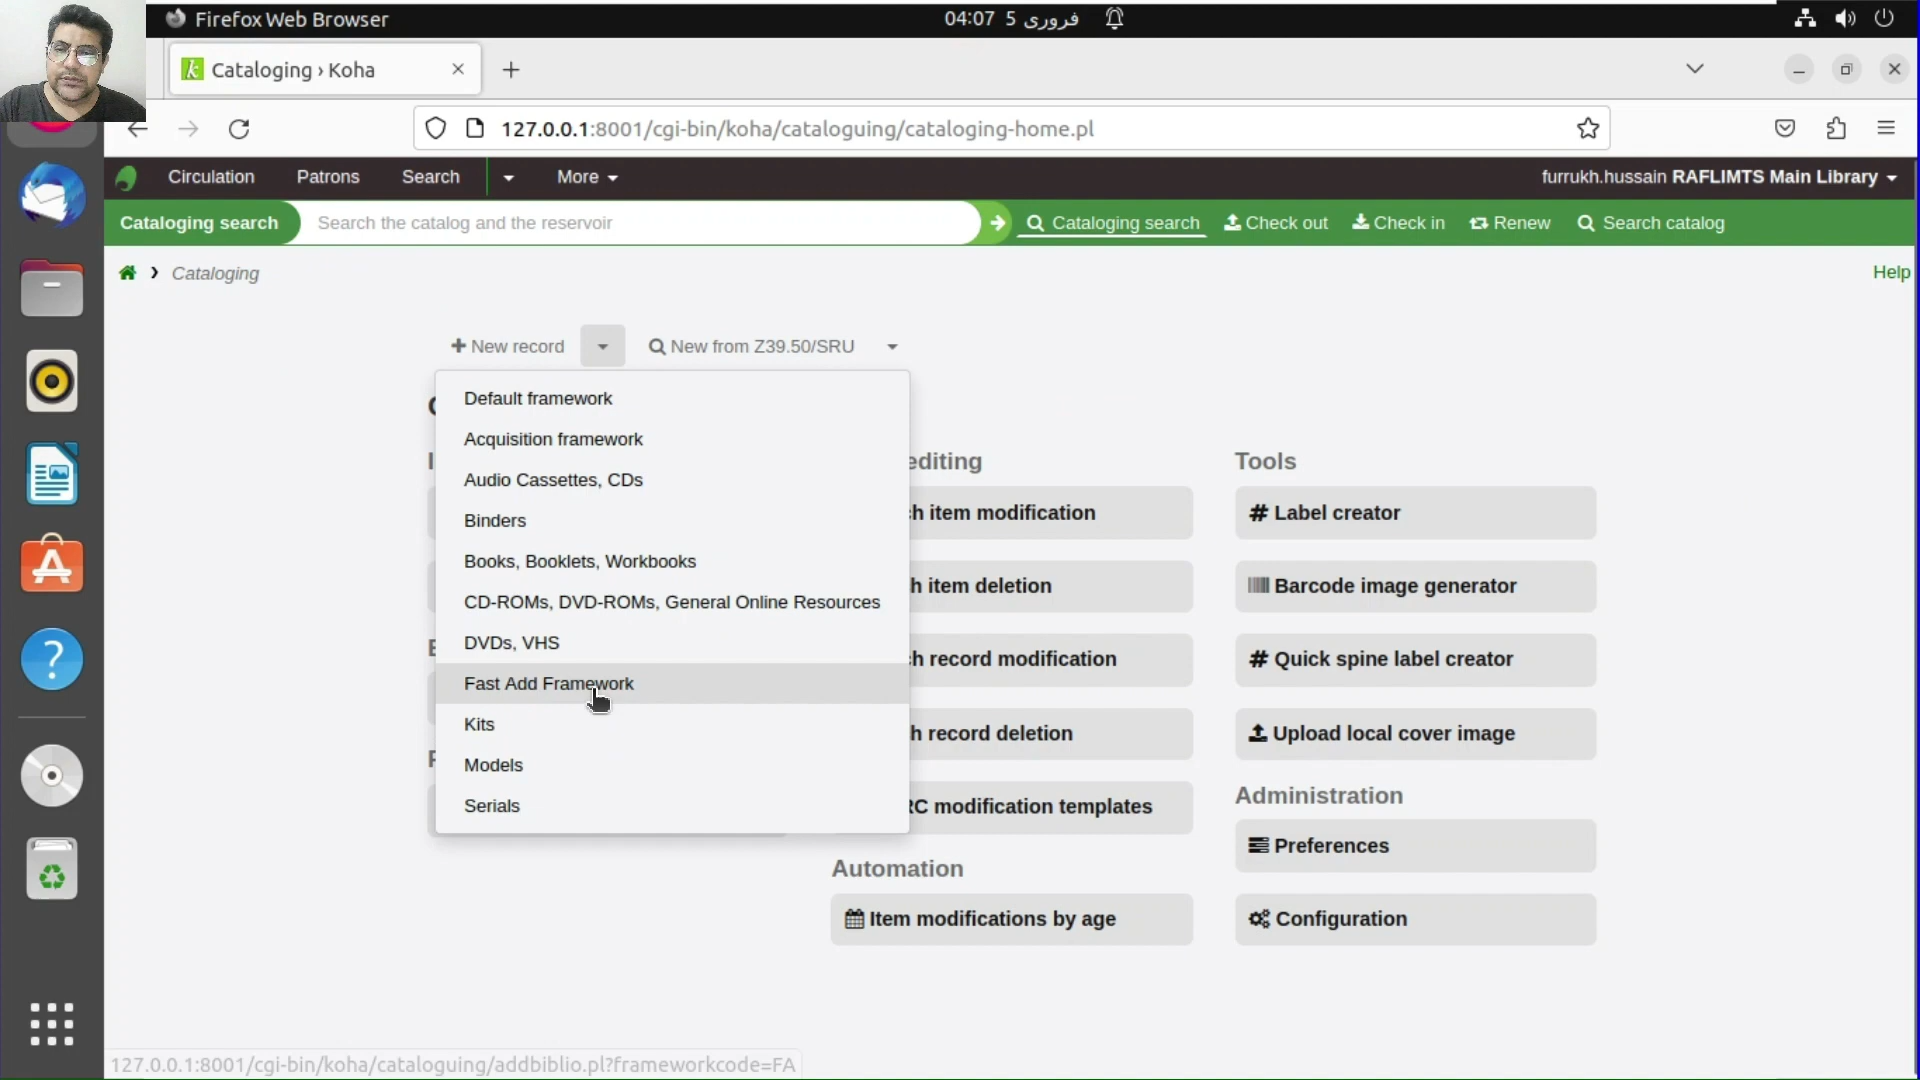 Firefox Web Browser
04:07 5 فروری
Cataloging › Koha
127.0.0.1:8001/cgi-bin/koha/cataloguing/cataloging-home.pl
Circulation Patrons Search More furrukh.hussain RAFLIMTS Main Library
Cataloging search Search the catalog and the reservoir Cataloging search Check out Check in Renew Search catalog
Cataloging Help
+ New record New from Z39.50/SRU
Default framework
Acquisition framework
Audio Cassettes, CDs
Binders
Books, Booklets, Workbooks
CD-ROMs, DVD-ROMs, General Online Resources
DVDs, VHS
Fast Add Framework
Kits
Models
Serials
editing
h item modification
h item deletion
h record modification
h record deletion
RC modification templates
Automation
Item modifications by age
Tools
# Label creator
Barcode image generator
# Quick spine label creator
Upload local cover image
Administration
Preferences
Configuration
127.0.0.1:8001/cgi-bin/koha/cataloguing/addbiblio.pl?frameworkcode=FA